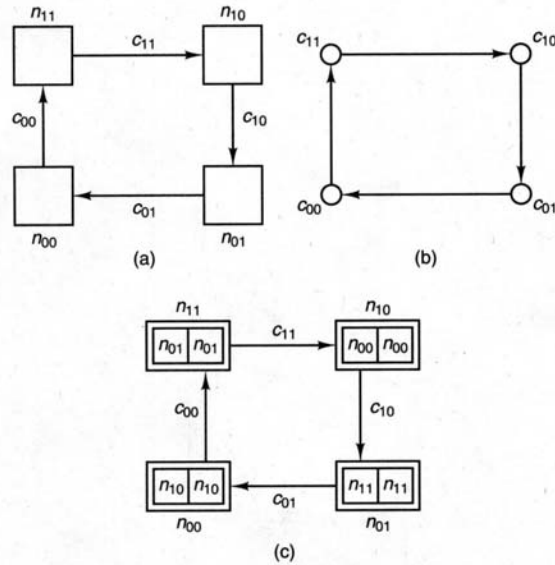 n11 n10
c11
c00 c10
c01
n00 n01
(a)
c11 c10
c00 c01
(b)
n11 n10
n01 n01 c11 n00 n00
c00 c10
n10 n10 c01 n11 n11
n00 n01
(c)